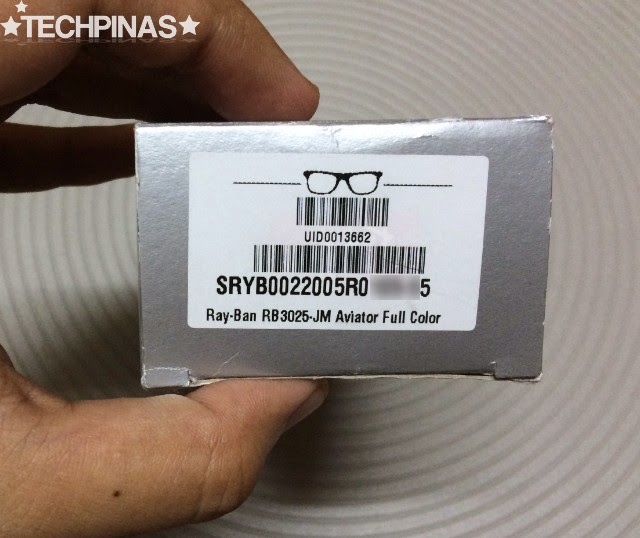 ★TECHPINAS★
UID0013662
SRYB0022005R0 5
Ray-Ban RB3025-JM Aviator Full Color